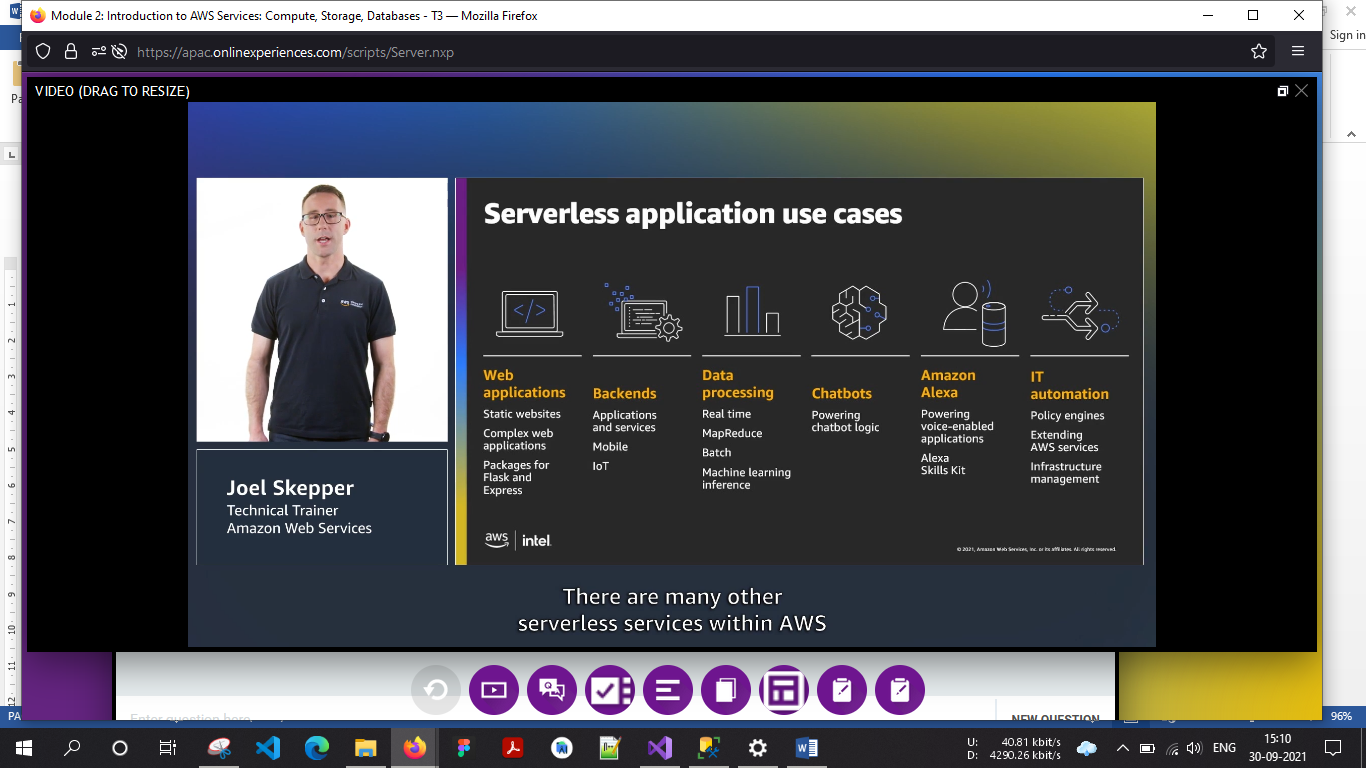 Module 2: Introduction to AWS Services: Compute, Storage, Databases - T3 — Mozilla Firefox
Sign in
https://apac.onlinexperiences.com/scripts/Server.nxp
VIDEO (DRAG TO RESIZE)
Serverless application use cases
Web
applications
Static websites
Complex web
applications
Packages for
Flask and
Express
Backends
Applications
and services
Mobile
IoT
Data
processing
Real time
MapReduce
Batch
Machine learning
inference
Chatbots
Powering
chatbot logic
Amazon
Alexa
Powering
voice-enabled
applications
Alexa
Skills Kit
IT
automation
Policy engines
Extending
AWS services
Infrastructure
management
Joel Skepper
Technical Trainer
Amazon Web Services
aws | intel.
© 2021, Amazon Web Services, Inc. or its affiliates. All rights reserved.
There are many other
serverless services within AWS
Enter question here
NEW QUESTION
96%
U: 40.81 kbit/s
D: 4290.26 kbit/s
ENG
15:10
30-09-2021